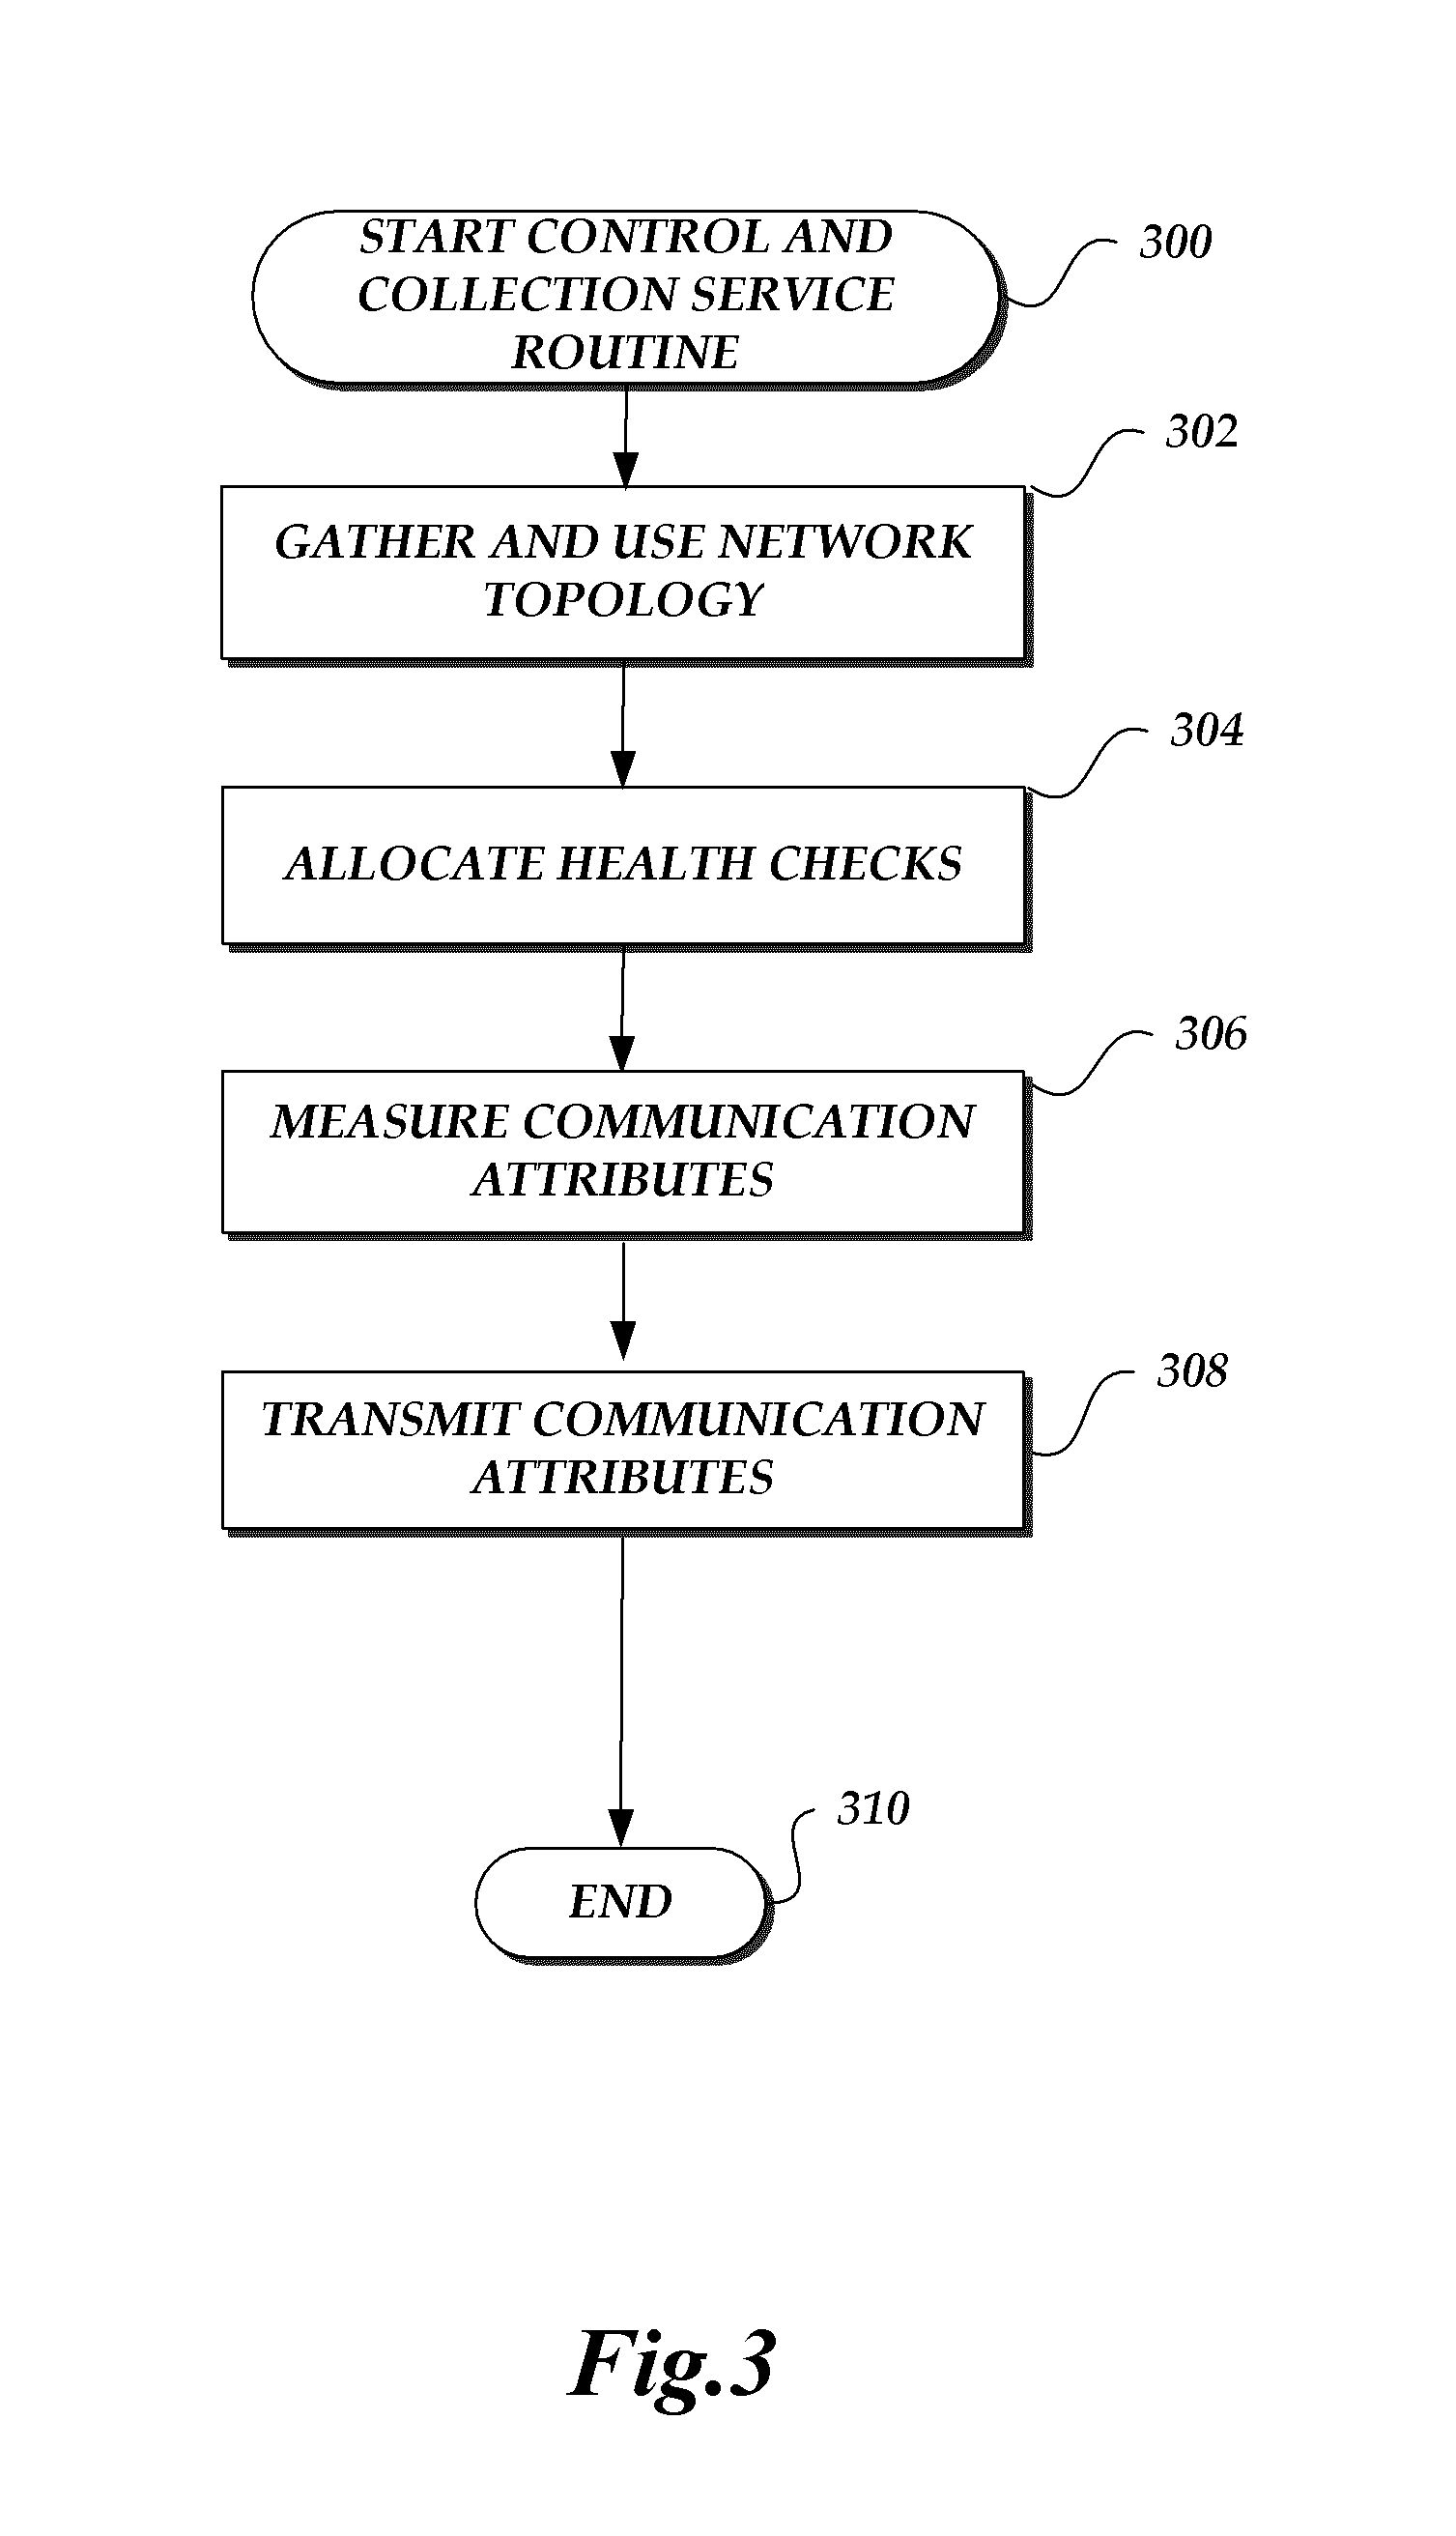 START CONTROL AND
COLLECTION SERVICE
ROUTINE
300
302
GATHER AND USE NETWORK
TOPOLOGY
304
ALLOCATE HEALTH CHECKS
306
MEASURE COMMUNICATION
ATTRIBUTES
308
TRANSMIT COMMUNICATION
ATTRIBUTES
310
END
Fig.3